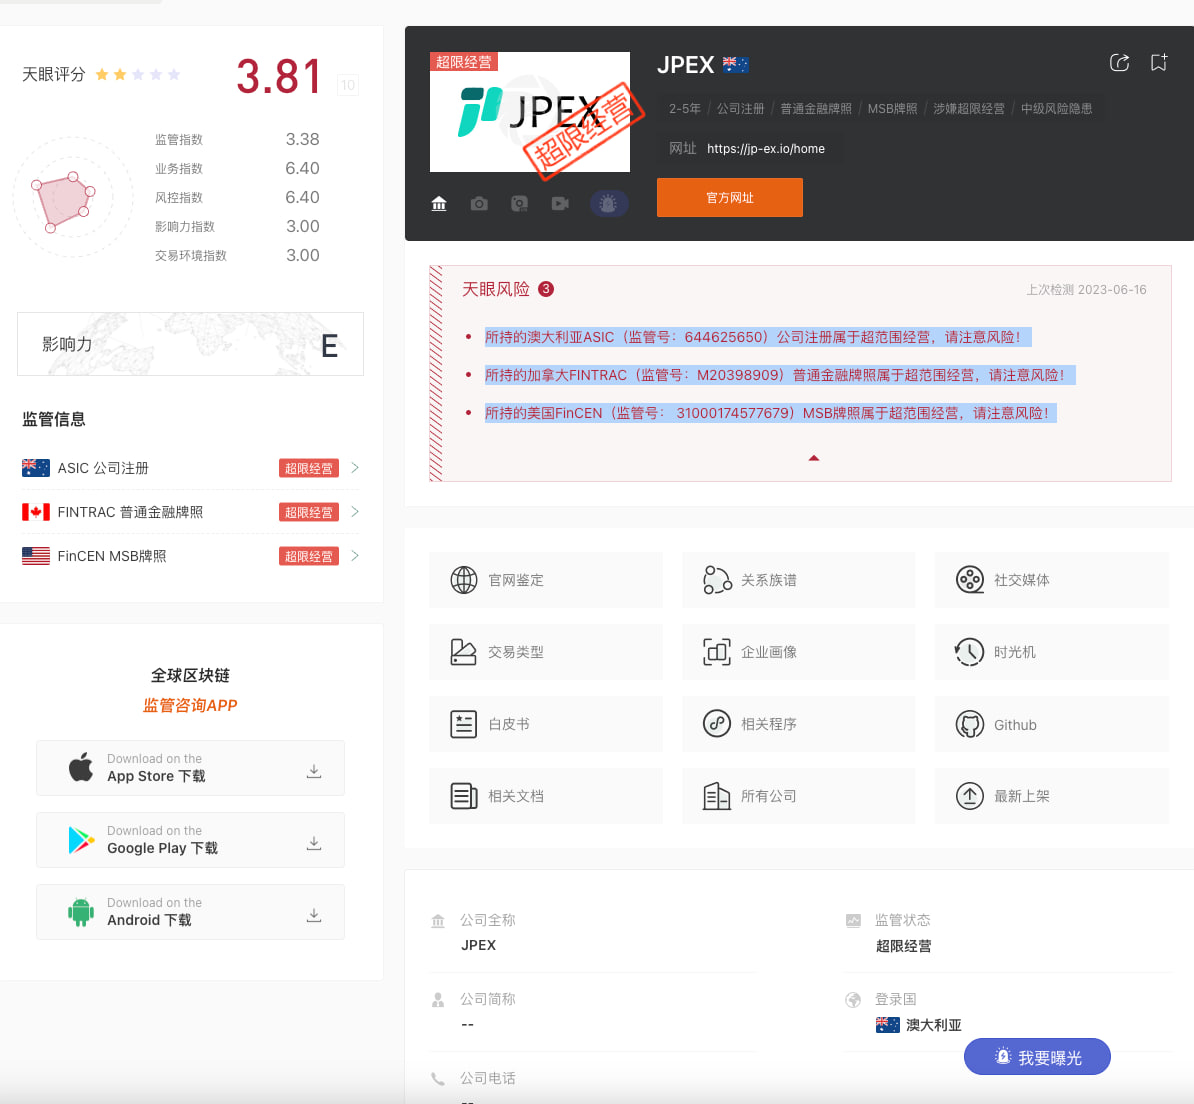 天眼评分
3.81
10
监管指数 3.38
业务指数 6.40
风控指数 6.40
影响力指数 3.00
交易环境指数 3.00
影响力 E
监管信息
ASIC 公司注册 超限经营
FINTRAC 普通金融牌照 超限经营
FinCEN MSB牌照 超限经营
全球区块链
监管咨询APP
Download on the
App Store 下载
Download on the
Google Play 下载
Download on the
Android 下载
超限经营
JPEX
超限经营
JPEX
2-5年 / 公司注册 / 普通金融牌照 / MSB牌照 / 涉嫌超限经营 / 中级风险隐患
网址 https://jp-ex.io/home
官方网址
天眼风险 3
上次检测 2023-06-16
所持的澳大利亚ASIC（监管号：644625650）公司注册属于超范围经营，请注意风险！
所持的加拿大FINTRAC（监管号：M20398909）普通金融牌照属于超范围经营，请注意风险！
所持的美国FinCEN（监管号： 31000174577679）MSB牌照属于超范围经营，请注意风险！
官网鉴定 关系族谱 社交媒体
交易类型 企业画像 时光机
白皮书 相关程序 Github
相关文档 所有公司 最新上架
公司全称 监管状态
JPEX 超限经营
公司简称 登录国
-- 澳大利亚
我要曝光
公司电话
--